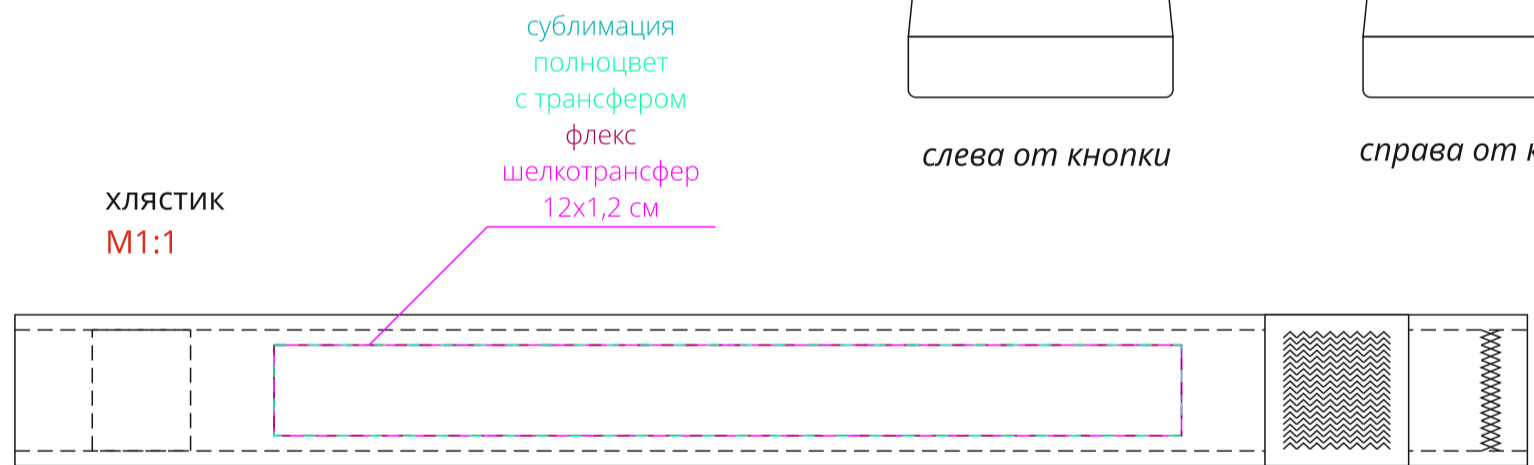 сублимация
полноцвет
с трансфером
флекс
шелкотрансфер
12х1,2 см
слева от кнопки
справа от
хлястик
М1:1